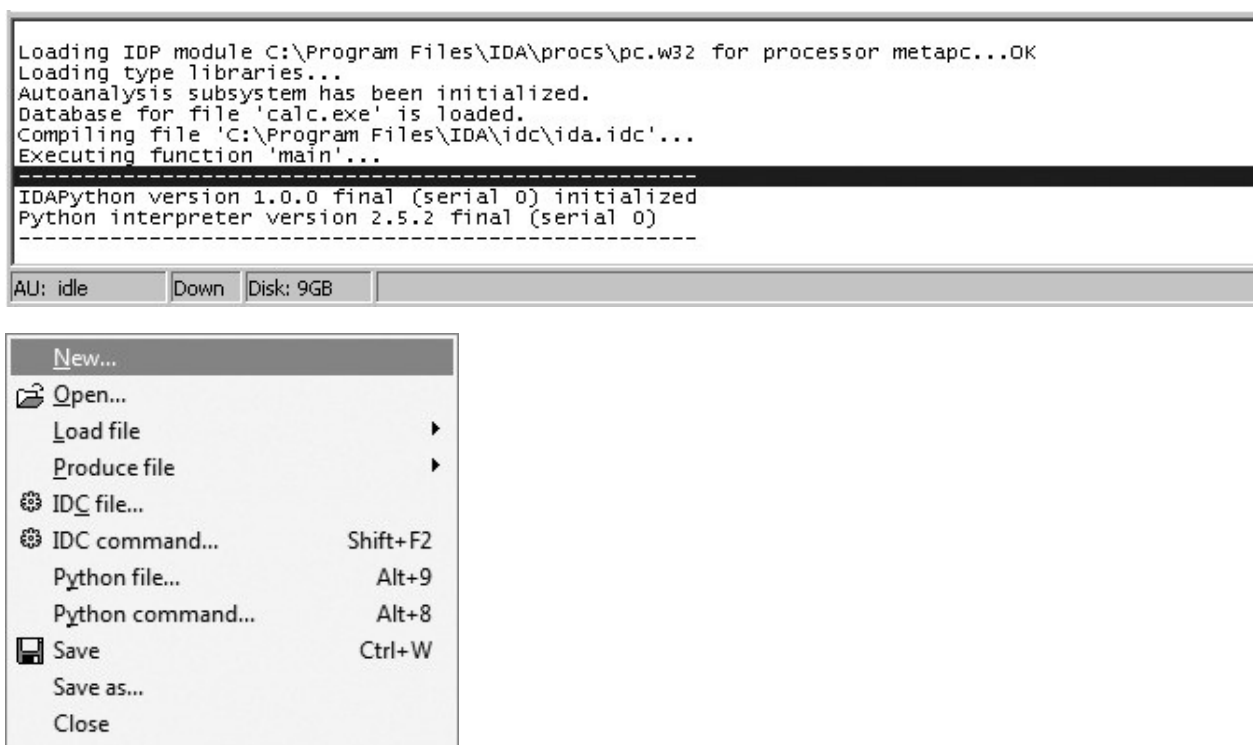 Loading IDP module C:\Program Files\IDA\procs\pc.w32 for processor metapc...OK
Loading type libraries...
Autoanalysis subsystem has been initialized.
Database for file 'calc.exe' is loaded.
Compiling file 'C:\Program Files\IDA\idc\ida.idc'...
Executing function 'main'...
----------------------------------------------------
IDAPython version 1.0.0 final (serial 0) initialized
Python interpreter version 2.5.2 final (serial 0)
----------------------------------------------------
AU: idle Down Disk: 9GB
New...
Open...
Load file
Produce file
IDC file...
IDC command... Shift+F2
Python file... Alt+9
Python command... Alt+8
Save Ctrl+W
Save as...
Close